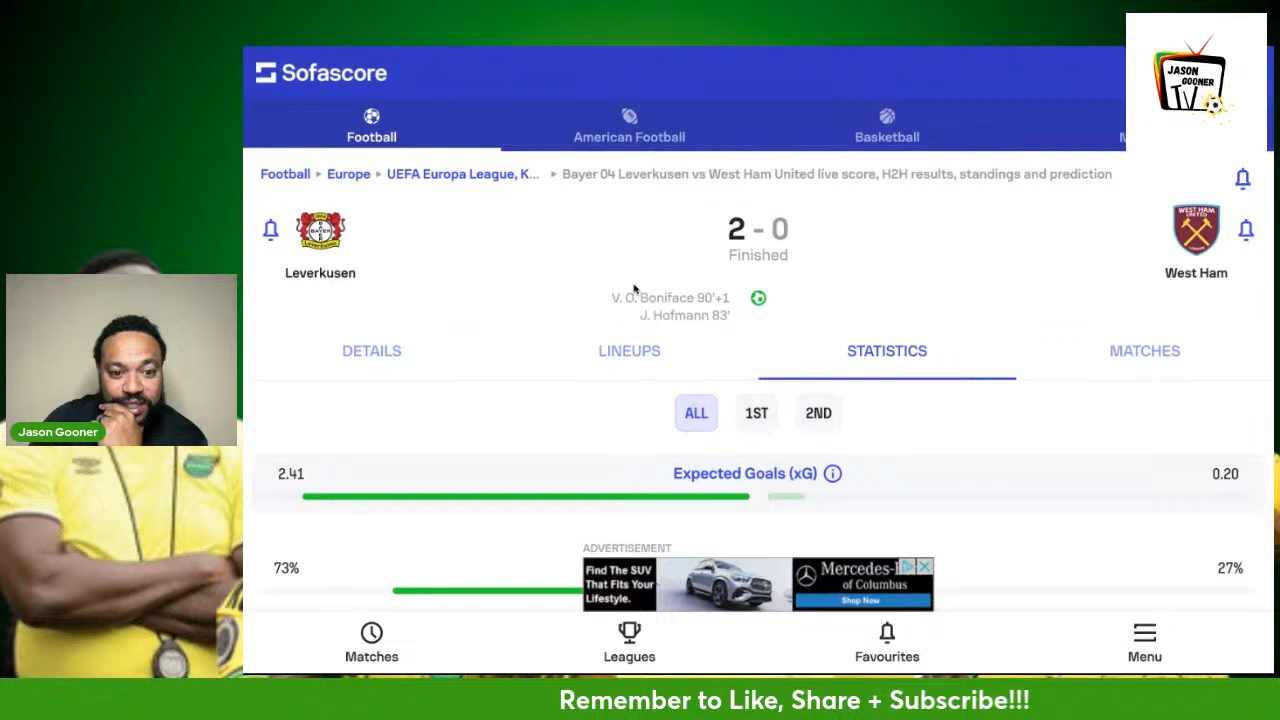 JASON
GOONER
TV
Sofascore
Football
American Football
Basketball
M
Football ▸ Europe ▸ UEFA Europa League, K... ▸ Bayer 04 Leverkusen vs West Ham United live score, H2H results, standings and prediction
2 - 0
Finished
WEST HAM
UNITED
Leverkusen
West Ham
V. O. Boniface 90'+1
J. Hofmann 83'
DETAILS
LINEUPS
STATISTICS
MATCHES
ALL
1ST
2ND
2.41
Expected Goals (xG)
0.20
Jason Gooner
ADVERTISEMENT
73%
27%
Find The SUV
That Fits Your
Lifestyle.
Mercedes-
of Columbus
Shop Now
Matches
Leagues
Favourites
Menu
Remember to Like, Share + Subscribe!!!